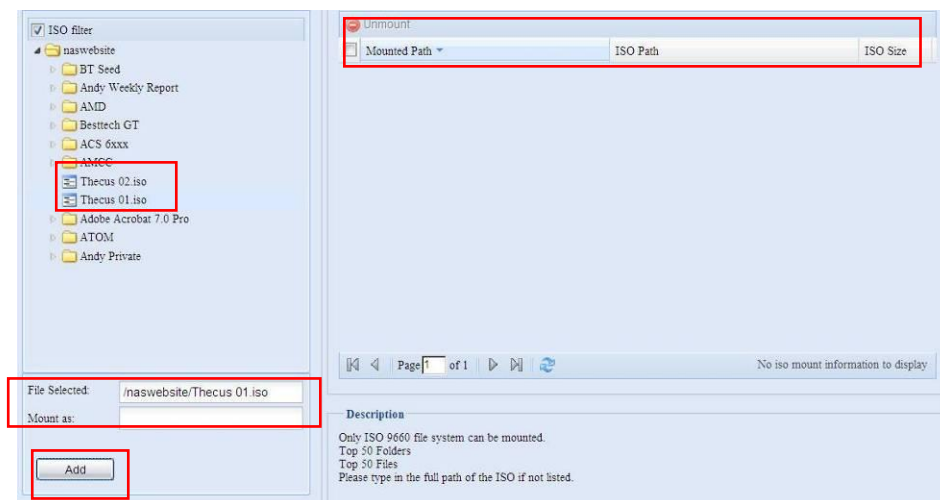 ISO filter
naswebsite
BT Seed
Andy Weekly Report
AMD
Besttech GT
ACS 6xxx
AMCC
Thecus 02.iso
Thecus 01.iso
Adobe Acrobat 7.0 Pro
ATOM
Andy Private
File Selected: /naswebsite/Thecus 01.iso
Mount as:
Add
Unmount
Mounted Path ISO Path ISO Size
Page 1 of 1 No iso mount information to display
Description
Only ISO 9660 file system can be mounted.
Top 50 Folders
Top 50 Files
Please type in the full path of the ISO if not listed.